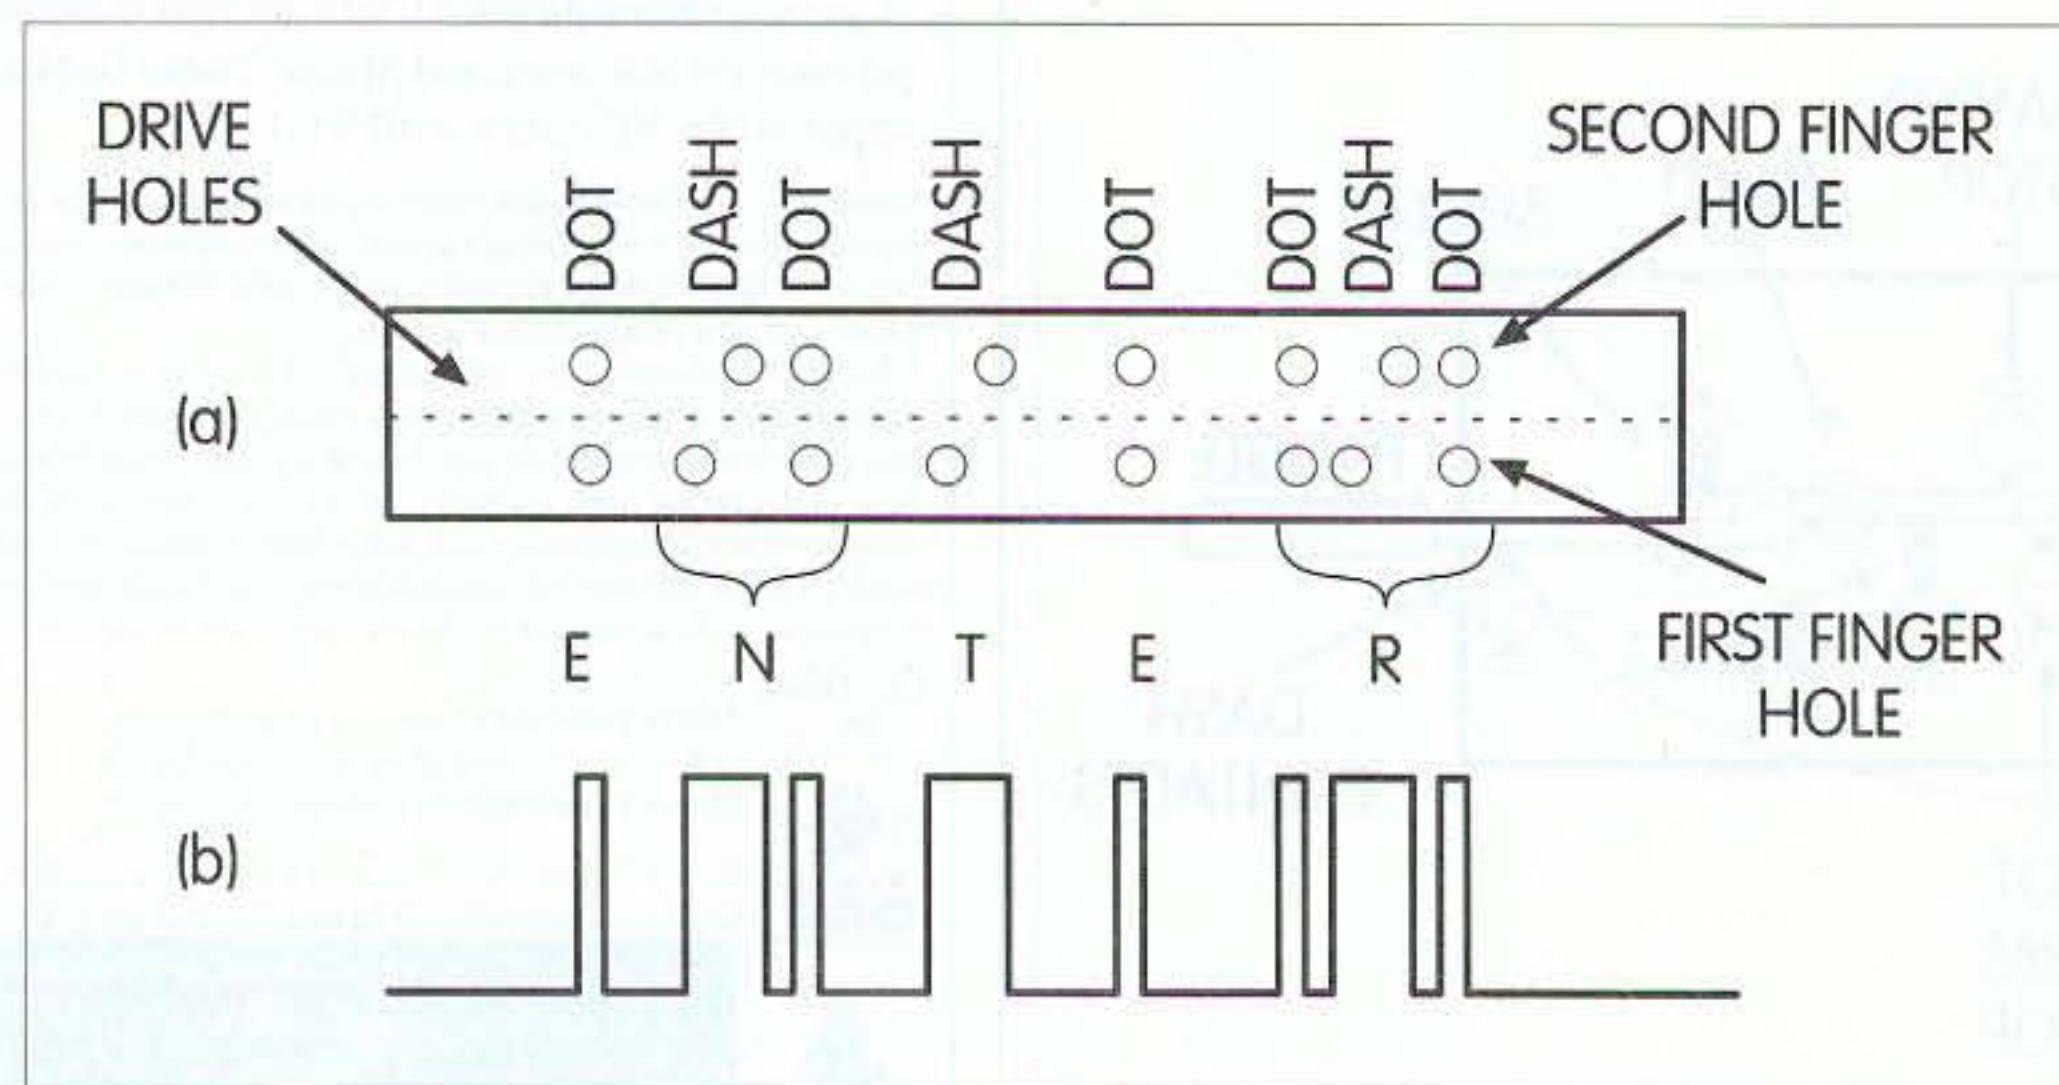 DRIVE
HOLES
DOT
DASH
DOT
DASH
DOT
DOT
DASH
DOT
SECOND FINGER
HOLE
(a)
E N T E R
FIRST FINGER
HOLE
(b)